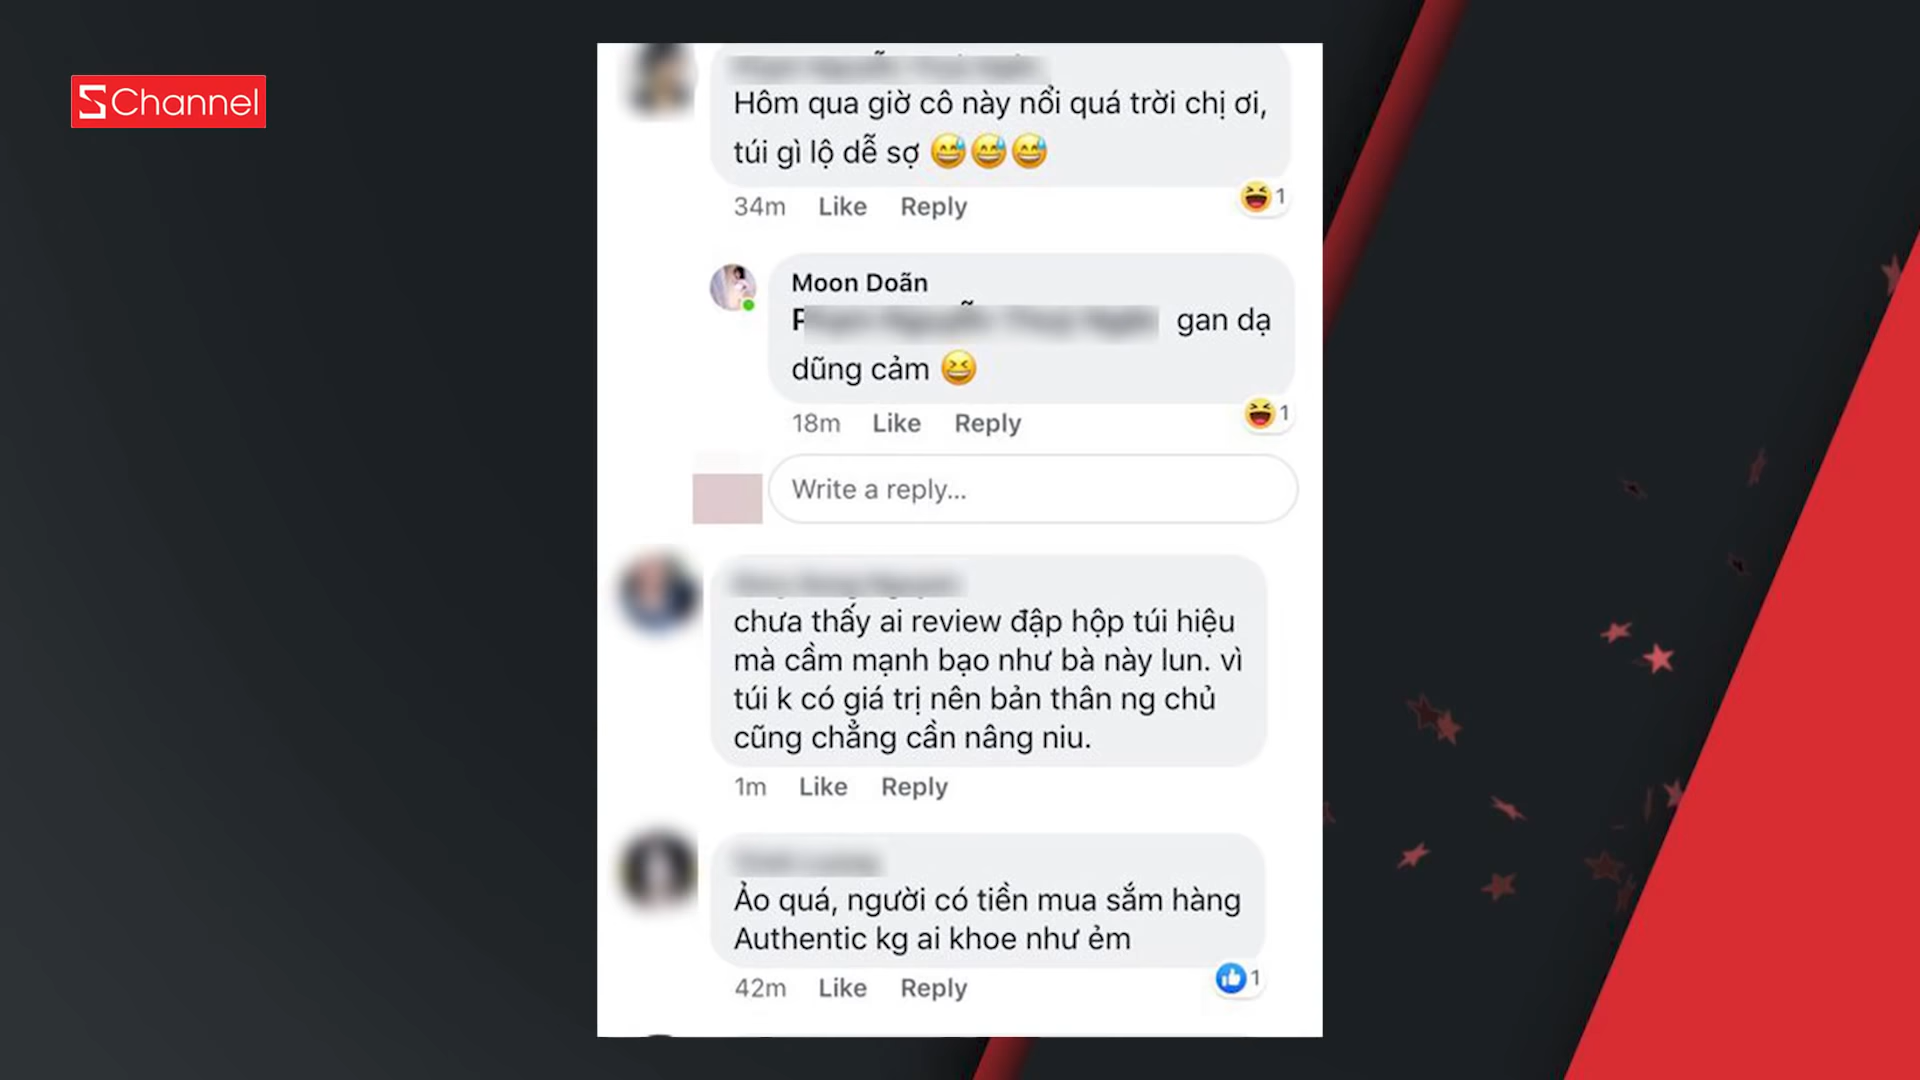 SChannel
Hôm qua giờ cô này nổi quá trời chị ơi,
túi gì lộ dễ sợ 😅😅😅
34m Like Reply
1
Moon Doãn
gan dạ
dũng cảm 😆
18m Like Reply
1
Write a reply...
chưa thấy ai review đập hộp túi hiệu
mà cầm mạnh bạo như bà này lun. vì
túi k có giá trị nên bản thân ng chủ
cũng chẳng cần nâng niu.
1m Like Reply
Ảo quá, người có tiền mua sắm hàng
Authentic kg ai khoe như ẻm
42m Like Reply
1